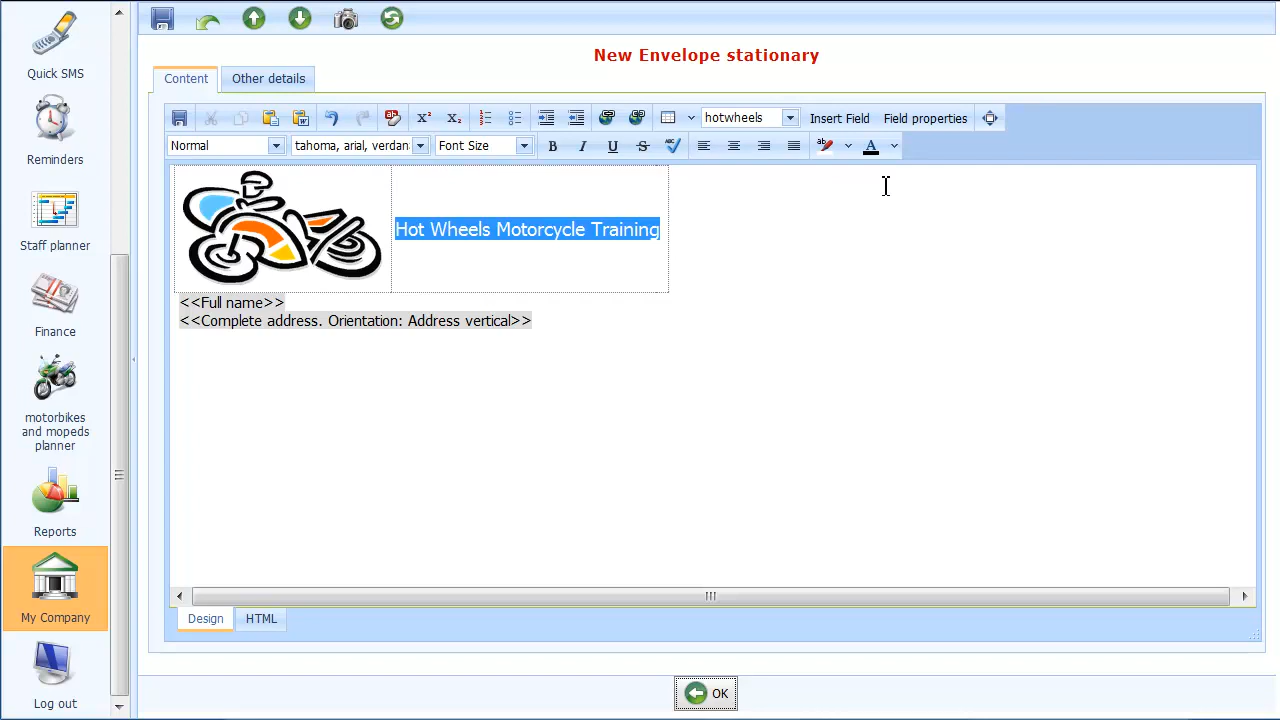 New Envelope stationary
Content
Other details
hotwheels
Insert Field
Field properties
Normal
tahoma, arial, verdan
Font Size
B
I
U
S
A
Hot Wheels Motorcycle Training
<<Full name>>
<<Complete address. Orientation: Address vertical>>
Design
HTML
OK
Quick SMS
Reminders
Staff planner
Finance
motorbikes
and mopeds
planner
Reports
My Company
Log out